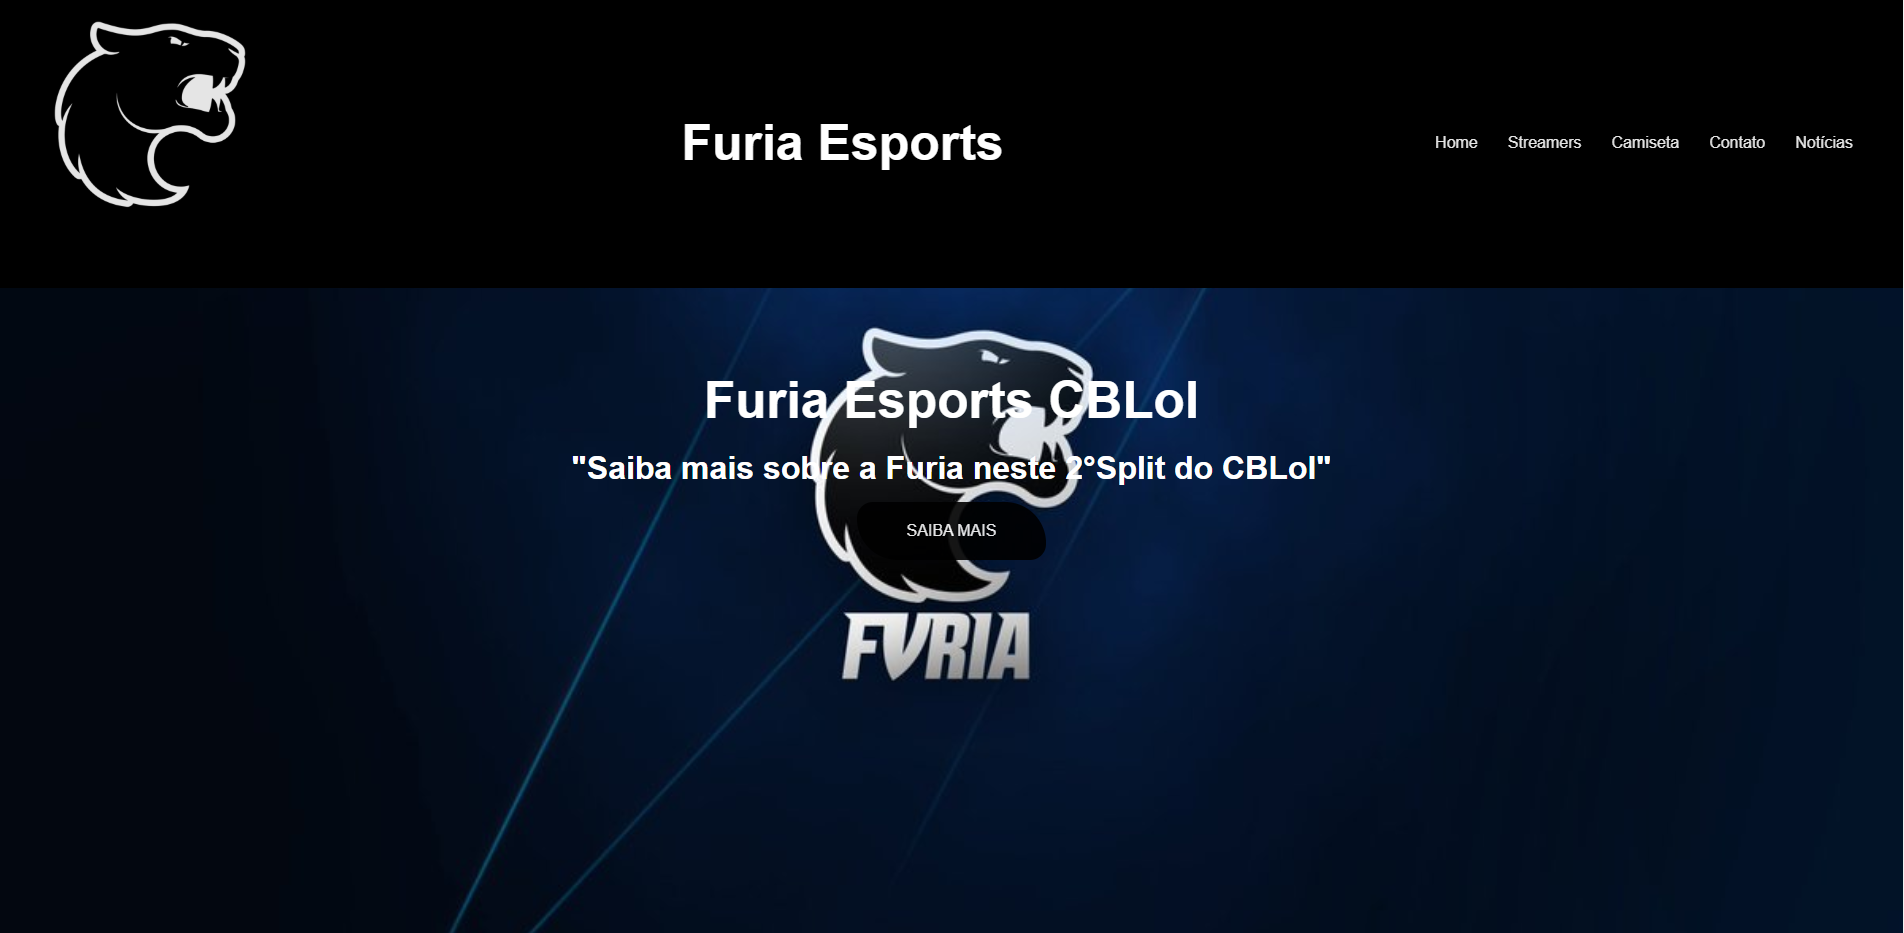 Furia Esports
Home Streamers Camiseta Contato Notícias
Furia Esports CBLol
"Saiba mais sobre a Furia neste 2°Split do CBLol"
SAIBA MAIS
FURIA